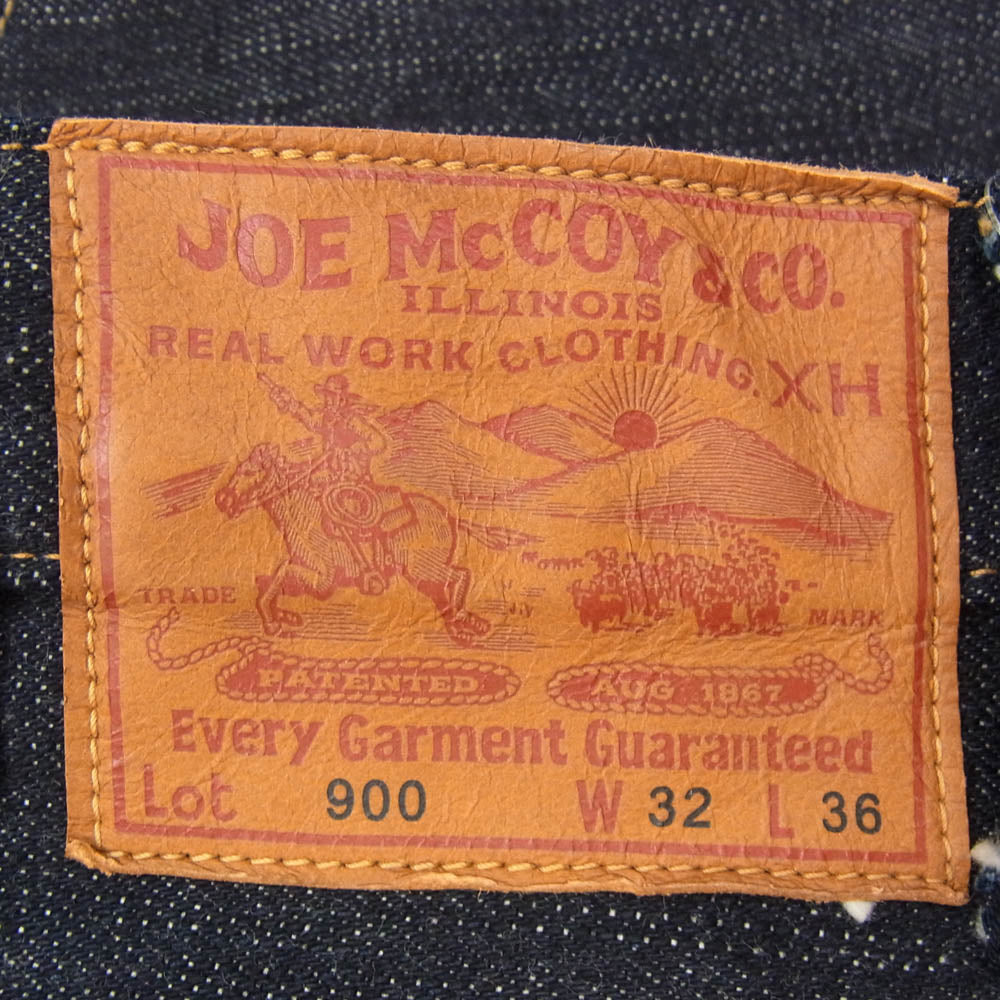 JOE McCOY & CO.
ILLINOIS
REAL WORK CLOTHING. XH
TRADE MARK
PATENTED AUG 1867
Every Garment Guaranteed
Lot 900 W 32 L 36